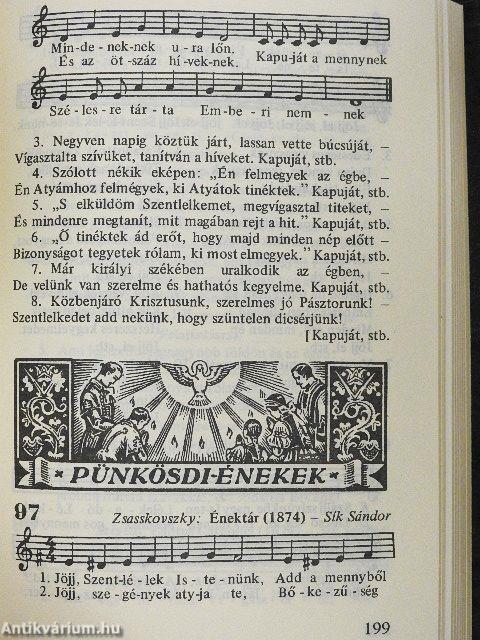 Min-de-nek-nek u-ra lőn.
És az öt-száz hí-vek-nek. Kapu-ját a mennynek
Szé-les-re tár-ta Em-be-ri nem-nek
3. Negyven napig köztük járt, lassan vette búcsúját, –
Vígasztalta szívüket, tanítván a híveket. Kapuját, stb.
4. Szólott nékik eképen: „Én felmegyek az égbe, –
Én Atyámhoz felmégyek, ki Atyátok tinéktek.” Kapuját, stb.
5. „S elküldöm Szentlelkemet, megvígasztal titeket, –
És mindenre megtanít, mit magában rejt a hit.” Kapuját, stb.
6. „Ő tinéktek ád erőt, hogy majd minden nép előtt –
Bizonyságot tegyetek rólam, ki most elmegyek.” Kapuját, stb.
7. Már királyi székében uralkodik az égben, –
De velünk van szerelme és hathatós kegyelme. Kapuját, stb.
8. Közbenjáró Krisztusunk, szerelmes jó Pásztorunk! –
Szentlelkedet add nekünk, hogy szüntelen dicsérjünk!
[Kapuját, stb.
PÜNKÖSDI-ÉNEKEK
97 Zsasskovszky: Énektár (1874) – Sík Sándor
1. Jöjj, Szent-lé-lek Is-te-nünk, Add a mennyből
2. Jöjj, sze-gények aty-ja te, Bő-ke-zű-ség
199
Antikvárium.hu